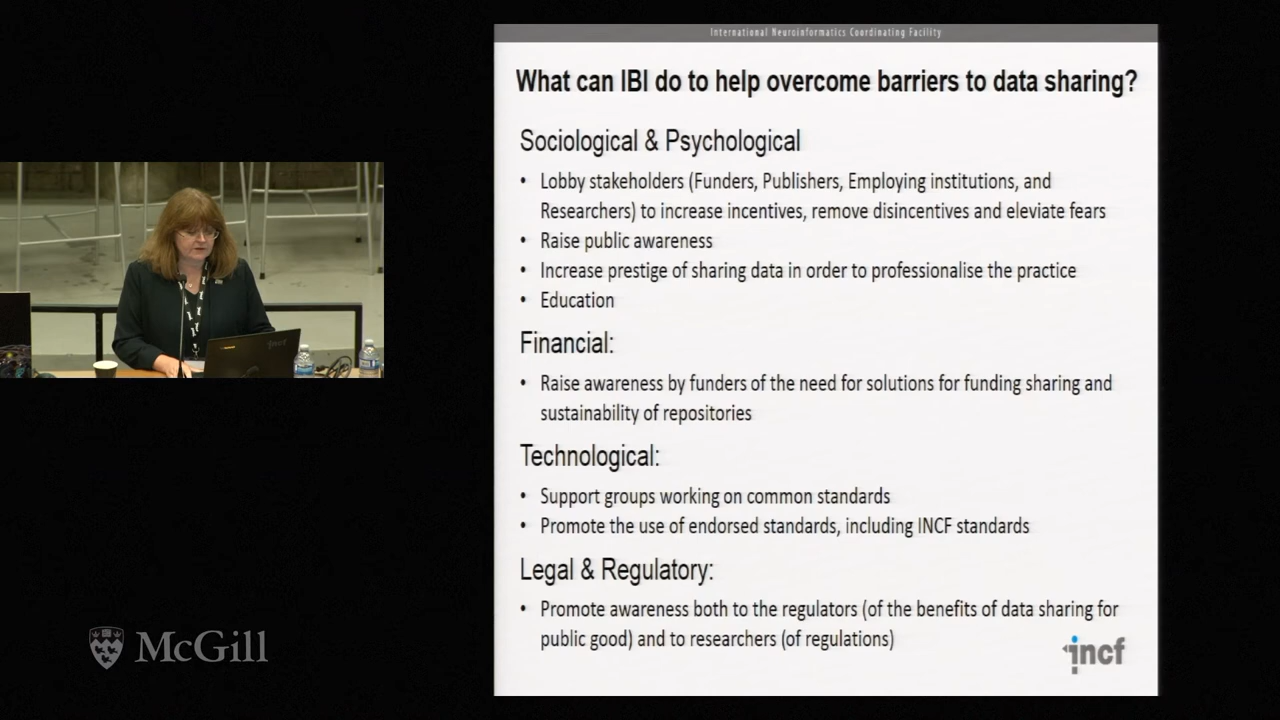 International Neuroinformatics Coordinating Facility
What can IBI do to help overcome barriers to data sharing?
Sociological & Psychological
• Lobby stakeholders (Funders, Publishers, Employing institutions, and
Researchers) to increase incentives, remove disincentives and eleviate fears
• Raise public awareness
• Increase prestige of sharing data in order to professionalise the practice
• Education
Financial:
• Raise awareness by funders of the need for solutions for funding sharing and
sustainability of repositories
Technological:
• Support groups working on common standards
• Promote the use of endorsed standards, including INCF standards
Legal & Regulatory:
• Promote awareness both to the regulators (of the benefits of data sharing for
public good) and to researchers (of regulations)
incf
incf
McGill